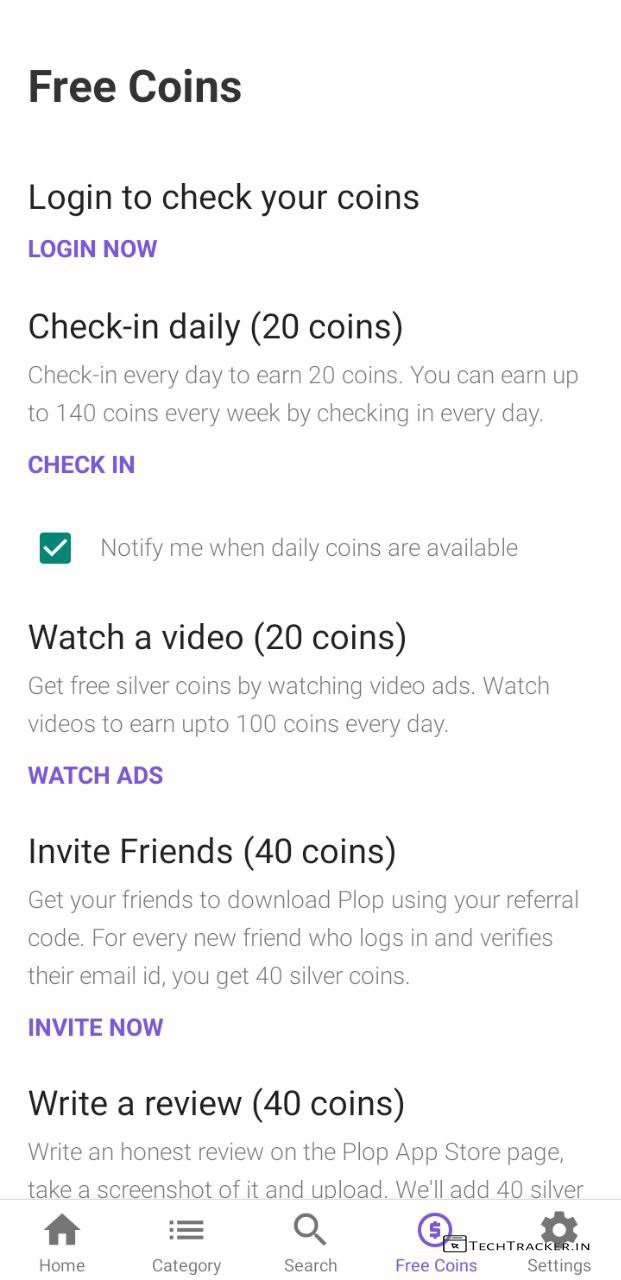 Free Coins
Login to check your coins
LOGIN NOW
Check-in daily (20 coins)
Check-in every day to earn 20 coins. You can earn up
to 140 coins every week by checking in every day.
CHECK IN
Notify me when daily coins are available
Watch a video (20 coins)
Get free silver coins by watching video ads. Watch
videos to earn upto 100 coins every day.
WATCH ADS
Invite Friends (40 coins)
Get your friends to download Plop using your referral
code. For every new friend who logs in and verifies
their email id, you get 40 silver coins.
INVITE NOW
Write a review (40 coins)
Write an honest review on the Plop App Store page,
take a screenshot of it and upload. We'll add 40 silver
TECHTRACKER.IN
Home Category Search Free Coins Settings